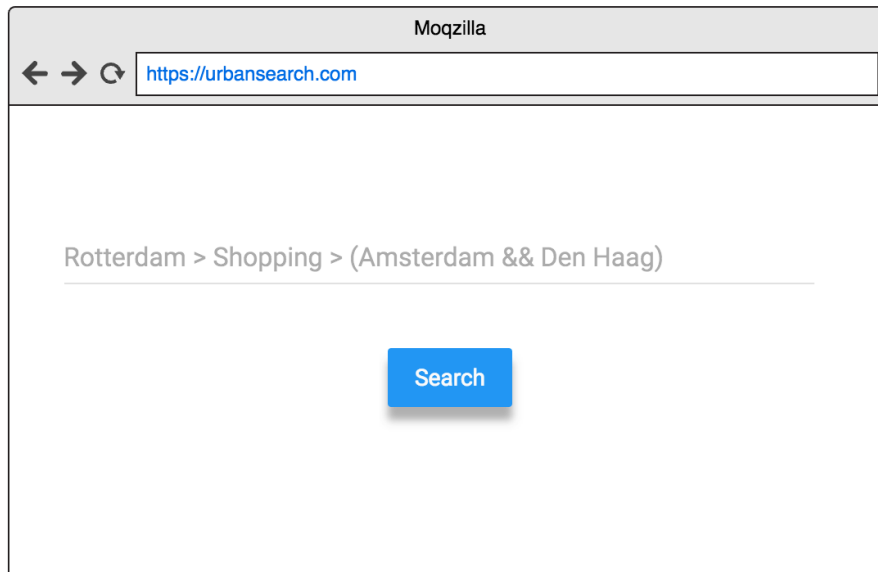 Moqzilla
https://urbansearch.com
Rotterdam > Shopping > (Amsterdam && Den Haag)
Search